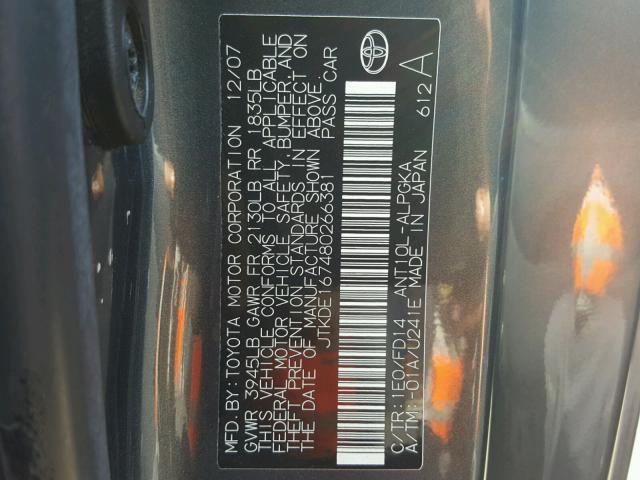 MFD. BY: TOYOTA MOTOR CORPORATION 12/07
GVWR 3945LB GAWR FR 2130LB RR 1835LB
THIS VEHICLE CONFORMS TO ALL APPLICABLE
FEDERAL MOTOR VEHICLE SAFETY, BUMPER, AND
THEFT PREVENTION STANDARDS IN EFFECT ON
THE DATE OF MANUFACTURE SHOWN ABOVE.
JTKDE167480266381 PASS CAR
C/TR: 1E0/FD14 ANT10L-ALPGKA
A/TM: -01A/U241E MADE IN JAPAN
612 A